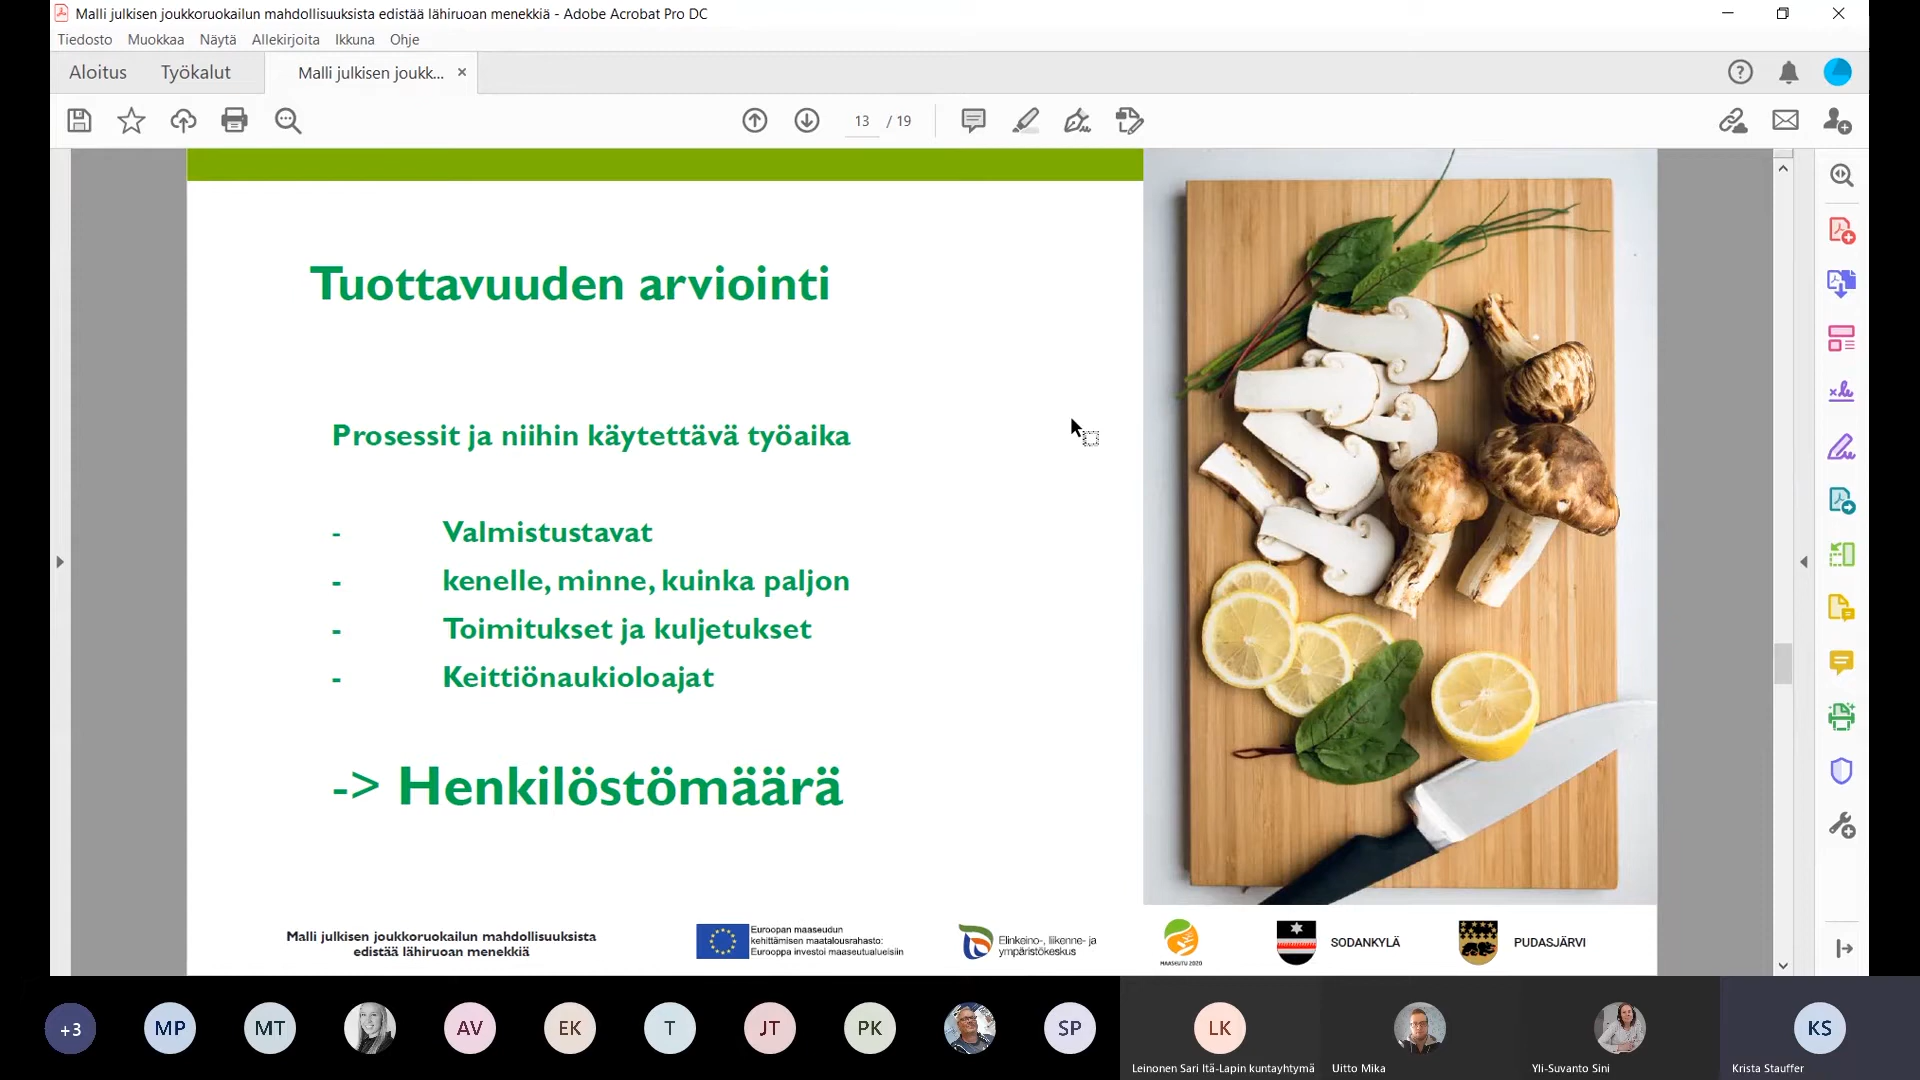 Malli julkisen joukkoruokailun mahdollisuuksista edistää lähiruoan menekkiä - Adobe Acrobat Pro DC
Tiedosto Muokkaa Näytä Allekirjoita Ikkuna Ohje
Aloitus Työkalut Malli julkisen joukk... ×
13 / 19
Tuottavuuden arviointi
Prosessit ja niihin käytettävä työaika
- Valmistustavat
- kenelle, minne, kuinka paljon
- Toimitukset ja kuljetukset
- Keittiönaukioloajat
-> Henkilöstömäärä
Malli julkisen joukkoruokailun mahdollisuuksista
edistää lähiruoan menekkiä
Euroopan maaseudun
kehittämisen maatalousrahasto:
Eurooppa investoi maaseutualueisiin
Elinkeino-, liikenne- ja
ympäristökeskus
MAASEUTU 2020
SODANKYLÄ
PUDASJÄRVI
+3 MP MT AV EK T JT PK SP LK KS
Leinonen Sari Itä-Lapin kuntayhtymä Uitto Mika Yli-Suvanto Sini Krista Stauffer